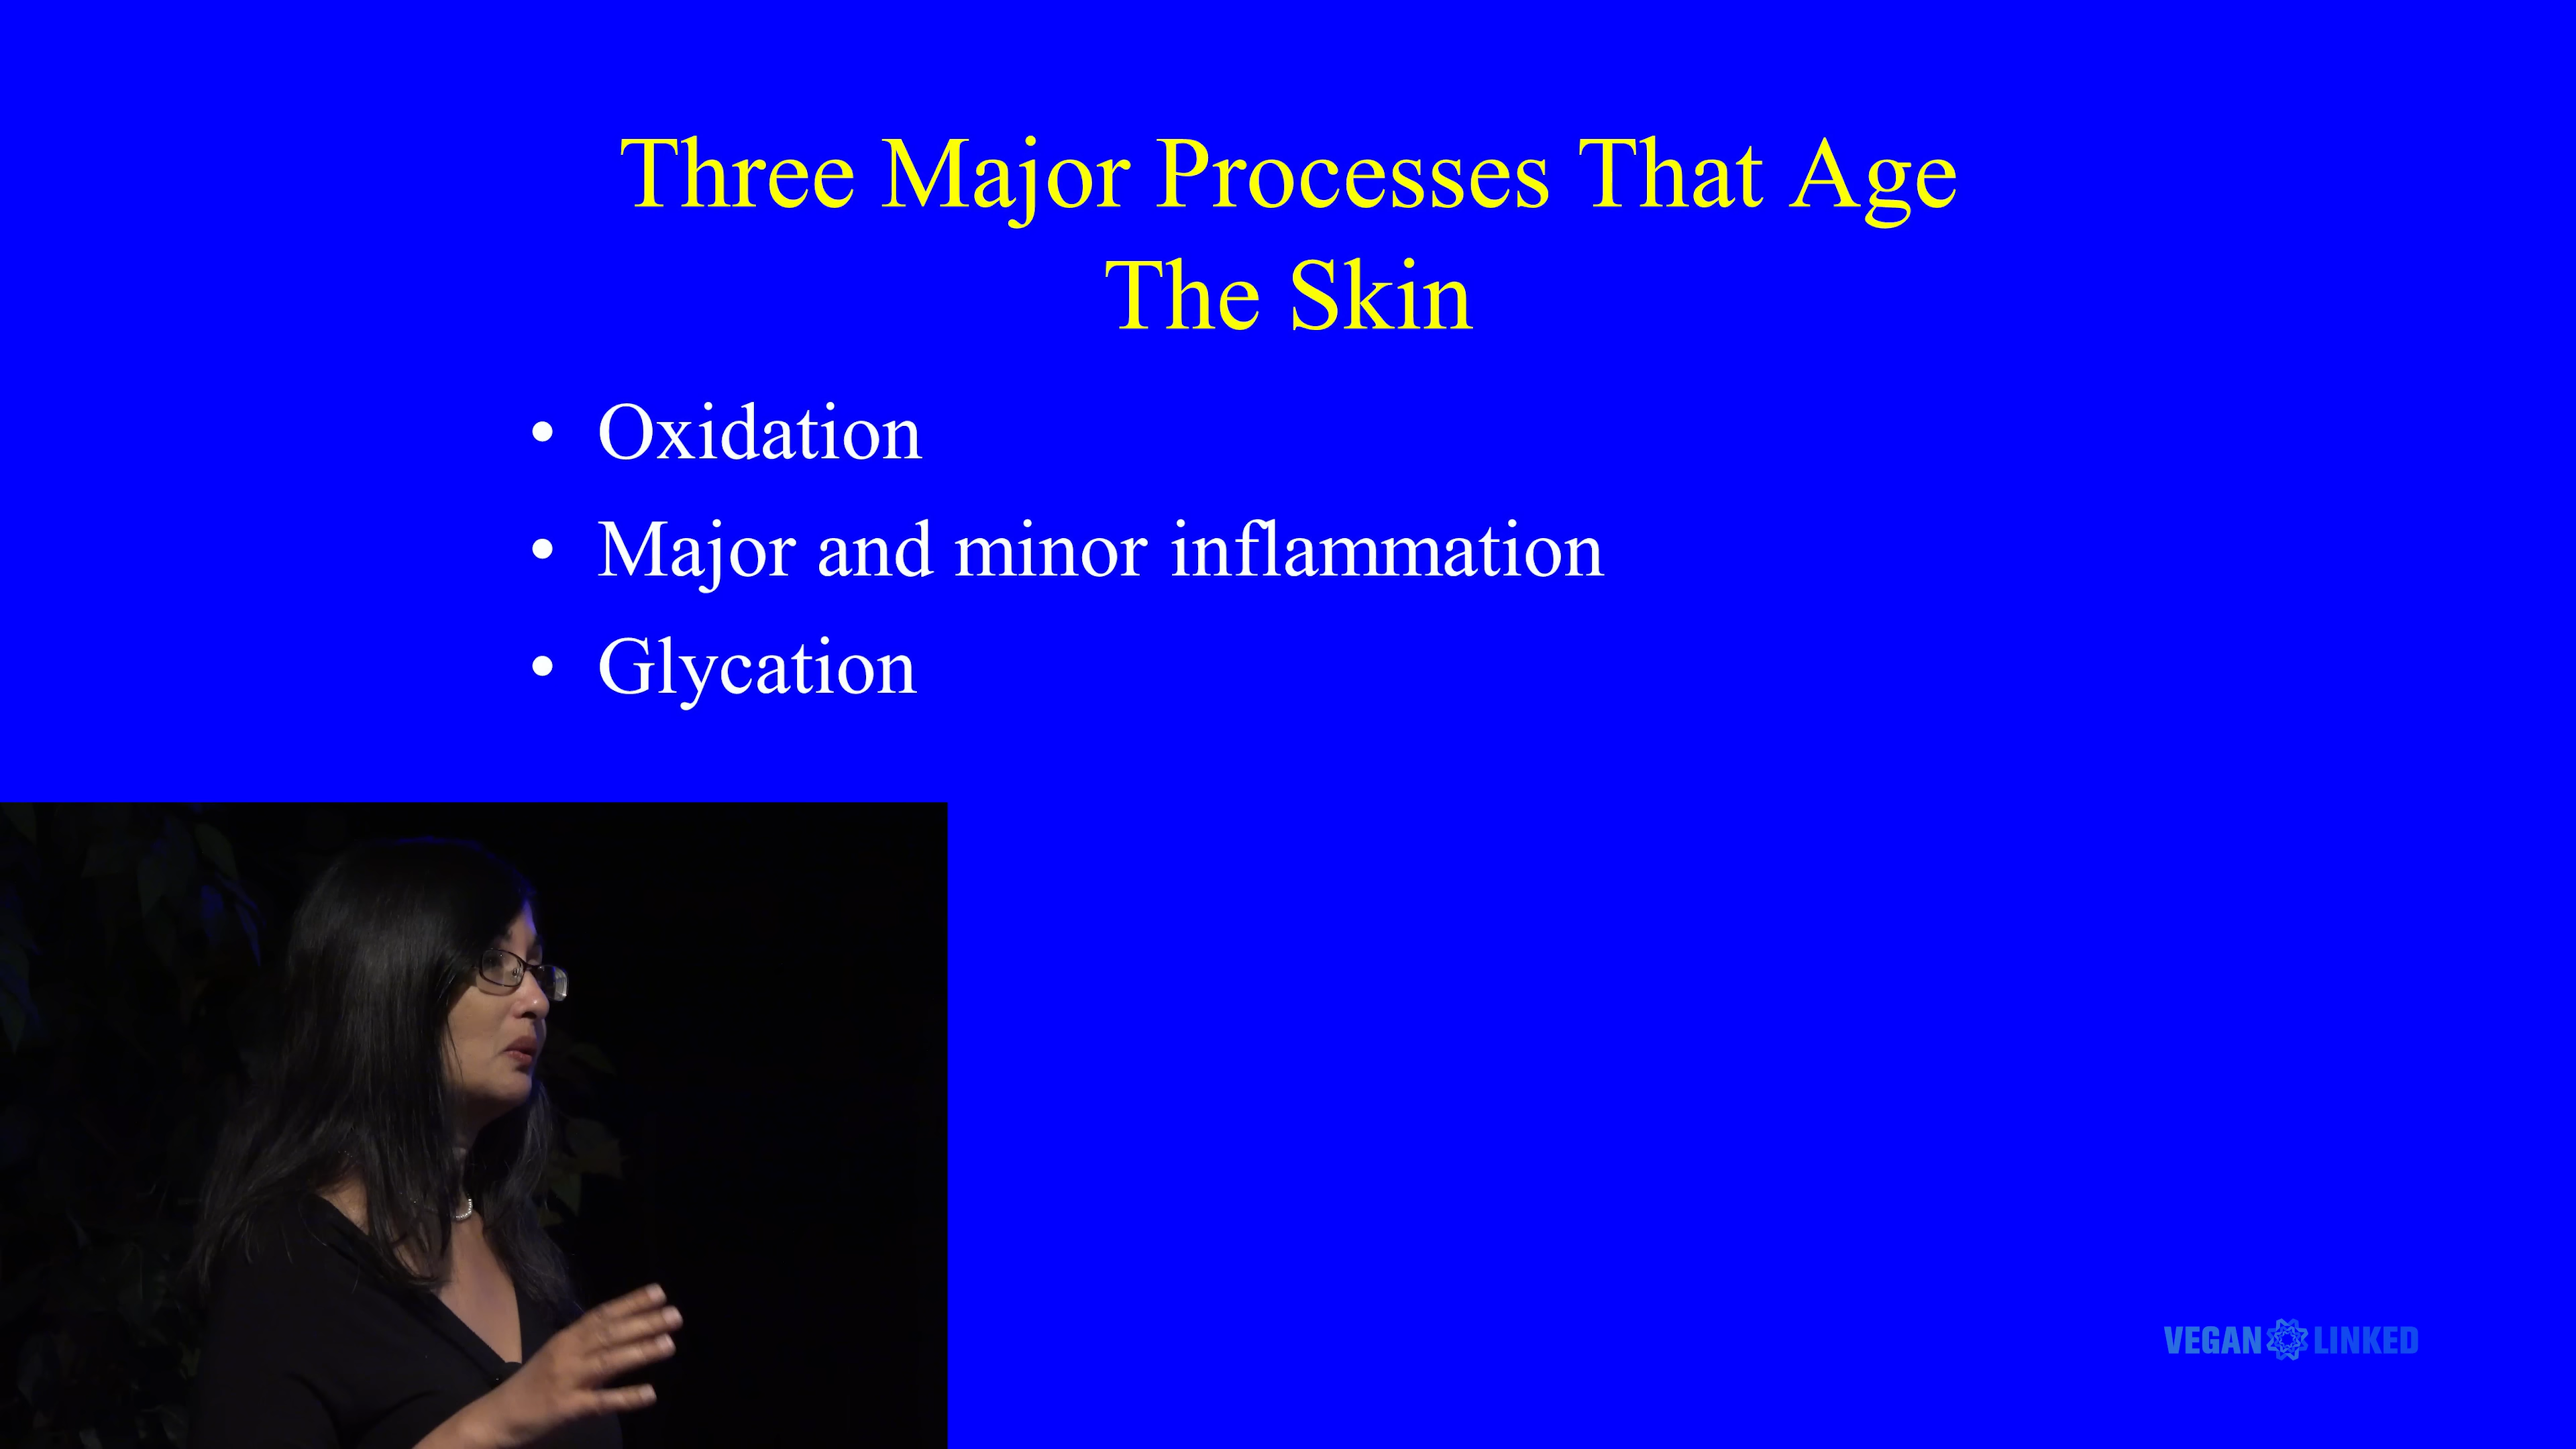 Three Major Processes That Age
The Skin
• Oxidation
• Major and minor inflammation
• Glycation
VEGAN LINKED